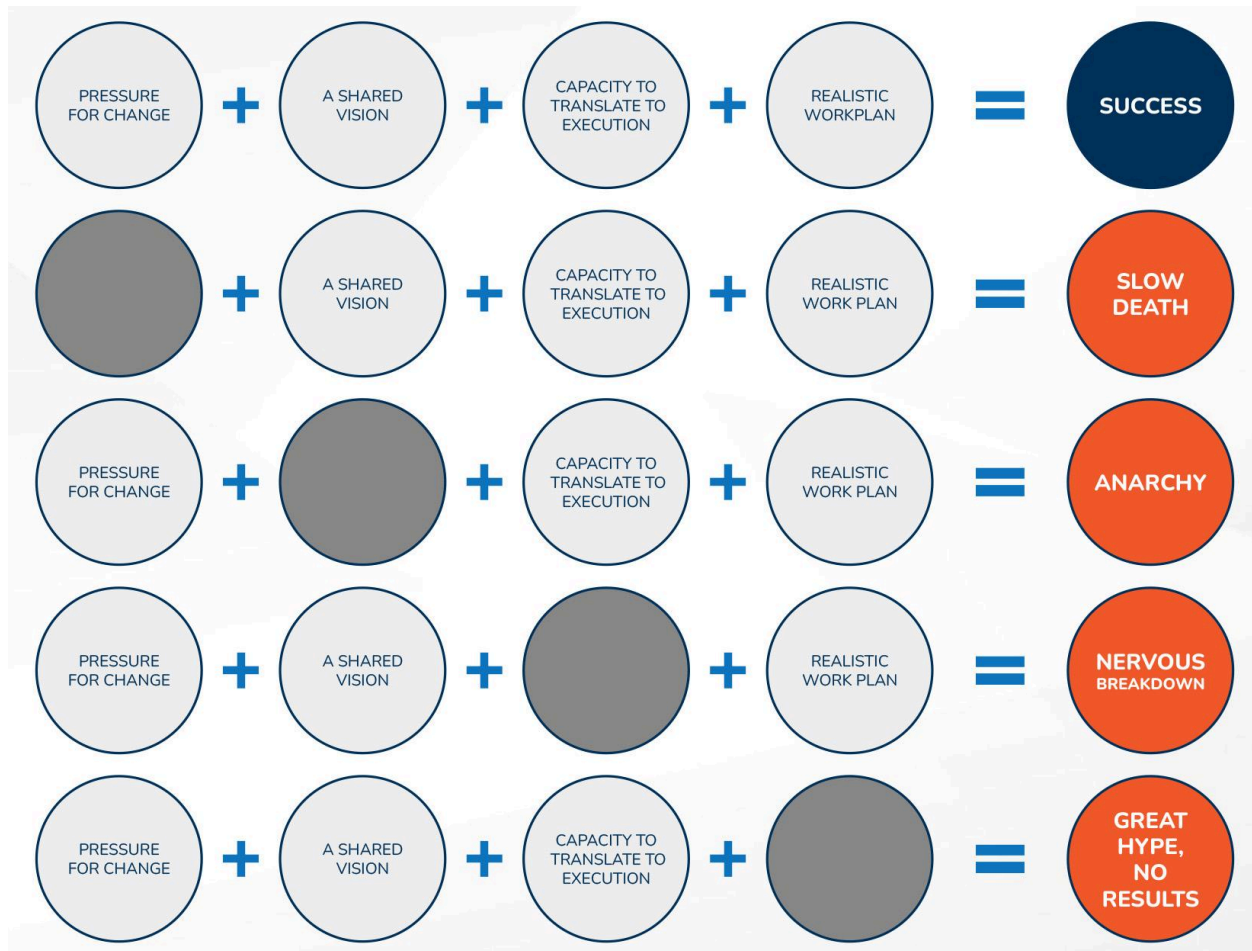 PRESSURE
FOR CHANGE
+
A SHARED
VISION
+
CAPACITY TO
TRANSLATE TO
EXECUTION
+
REALISTIC
WORKPLAN
=
SUCCESS
+
A SHARED
VISION
+
CAPACITY TO
TRANSLATE TO
EXECUTION
+
REALISTIC
WORK PLAN
=
SLOW
DEATH
PRESSURE
FOR CHANGE
+
+
CAPACITY TO
TRANSLATE TO
EXECUTION
+
REALISTIC
WORK PLAN
=
ANARCHY
PRESSURE
FOR CHANGE
+
A SHARED
VISION
+
+
REALISTIC
WORK PLAN
=
NERVOUS
BREAKDOWN
PRESSURE
FOR CHANGE
+
A SHARED
VISION
+
CAPACITY TO
TRANSLATE TO
EXECUTION
+
=
GREAT
HYPE,
NO
RESULTS